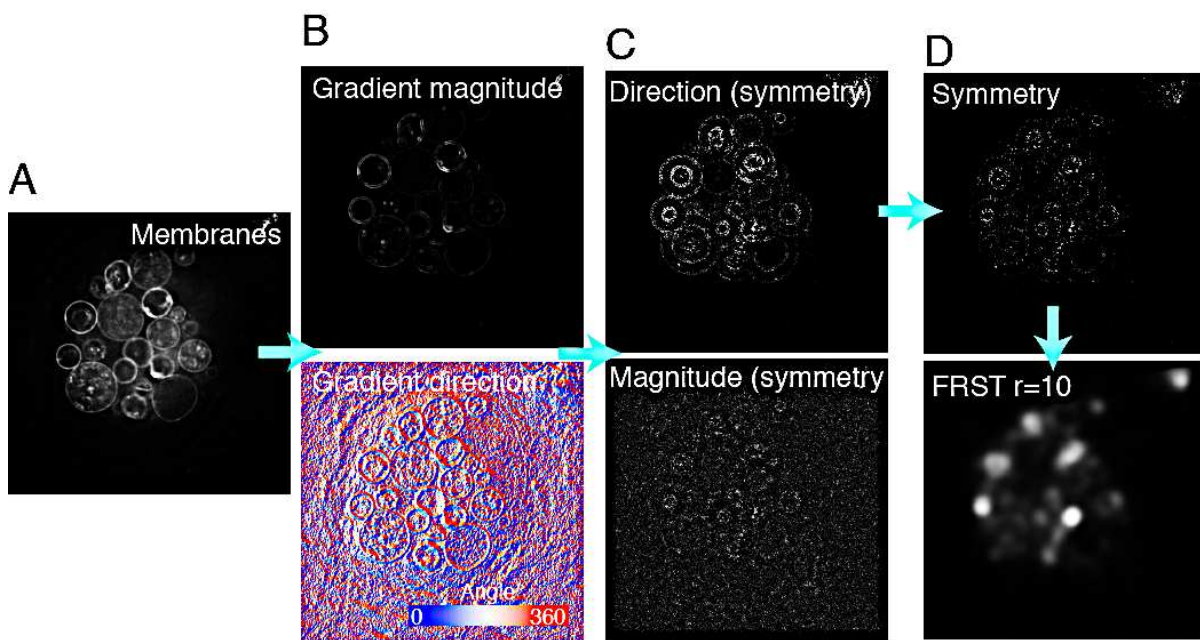 A
Membranes
B
Gradient magnitude
Gradient direction
Angle
0 360
C
Direction (symmetry)
Magnitude (symmetry
D
Symmetry
FRST r=10